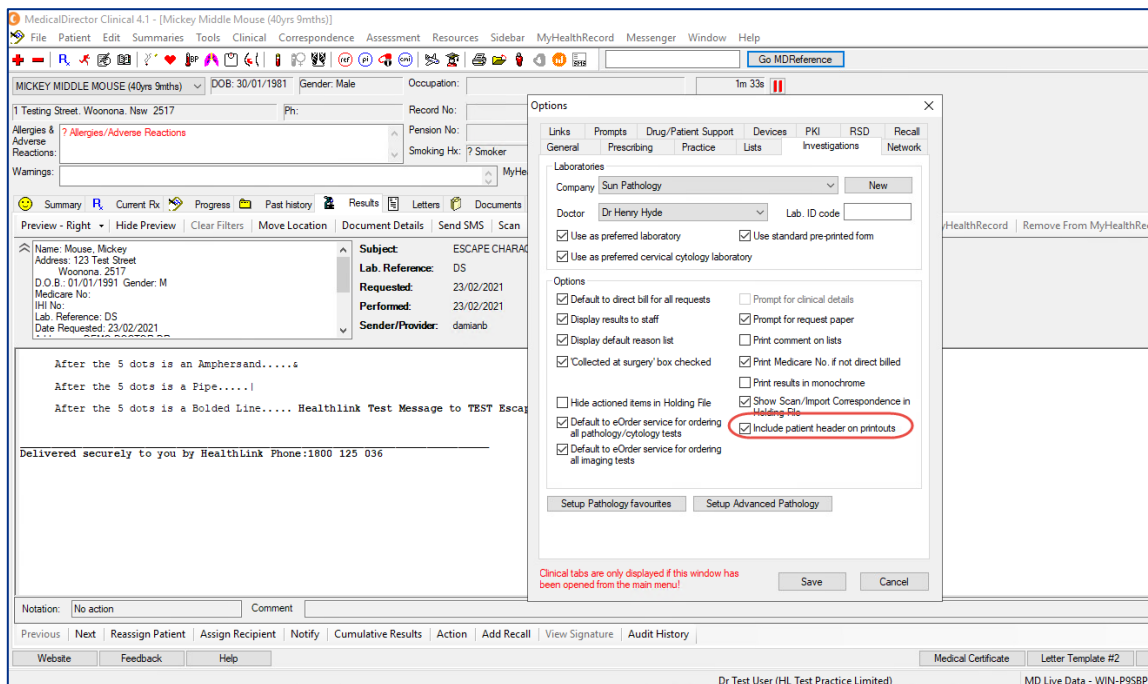 MedicalDirector Clinical 4.1 - [Mickey Middle Mouse (40yrs 9mths)]
File Patient Edit Summaries Tools Clinical Correspondence Assessment Resources Sidebar MyHealthRecord Messenger Window Help
Go MDReference
MICKEY MIDDLE MOUSE (40yrs 9mths) DOB: 30/01/1981 Gender: Male Occupation: 1m 33s
1 Testing Street. Woonona. Nsw 2517 Ph: Record No:
Allergies & Adverse Reactions: ? Allergies/Adverse Reactions Pension No:
Smoking Hx: ? Smoker
Warnings:
Summary Current Rx Progress Past history Results Letters Documents
Preview - Right Hide Preview Clear Filters Move Location Document Details Send SMS Scan
Remove From MyHealthRe
Name: Mouse, Mickey
Address: 123 Test Street
Woonona. 2517
D.O.B.: 01/01/1991 Gender: M
Medicare No:
IHI No:
Lab. Reference: DS
Date Requested: 23/02/2021
Subject: ESCAPE CHARAC
Lab. Reference: DS
Requested: 23/02/2021
Performed: 23/02/2021
Sender/Provider: damianb
After the 5 dots is an Amphersand.....&
After the 5 dots is a Pipe.....|
After the 5 dots is a Bolded Line..... Healthlink Test Message to TEST Escap
Delivered securely to you by HealthLink Phone:1800 125 036
Notation: No action Comment
Previous Next Reassign Patient Assign Recipient Notify Cumulative Results Action Add Recall View Signature Audit History
Website Feedback Help Medical Certificate Letter Template #2
Dr Test User (HL Test Practice Limited) MD Live Data - WIN-P9SBP
Options
Links Prompts Drug/Patient Support Devices PKI RSD Recall
General Prescribing Practice Lists Investigations Network
Laboratories
Company Sun Pathology New
Doctor Dr Henry Hyde Lab. ID code
Use as preferred laboratory Use standard pre-printed form
Use as preferred cervical cytology laboratory
Options
Default to direct bill for all requests Prompt for clinical details
Display results to staff Prompt for request paper
Display default reason list Print comment on lists
'Collected at surgery' box checked Print Medicare No. if not direct billed
Print results in monochrome
Hide actioned items in Holding File Show Scan/Import Correspondence in
Holding File
Default to eOrder service for ordering Include patient header on printouts
all pathology/cytology tests
Default to eOrder service for ordering
all imaging tests
Setup Pathology favourites Setup Advanced Pathology
Clinical tabs are only displayed if this window has
been opened from the main menu!
Save Cancel